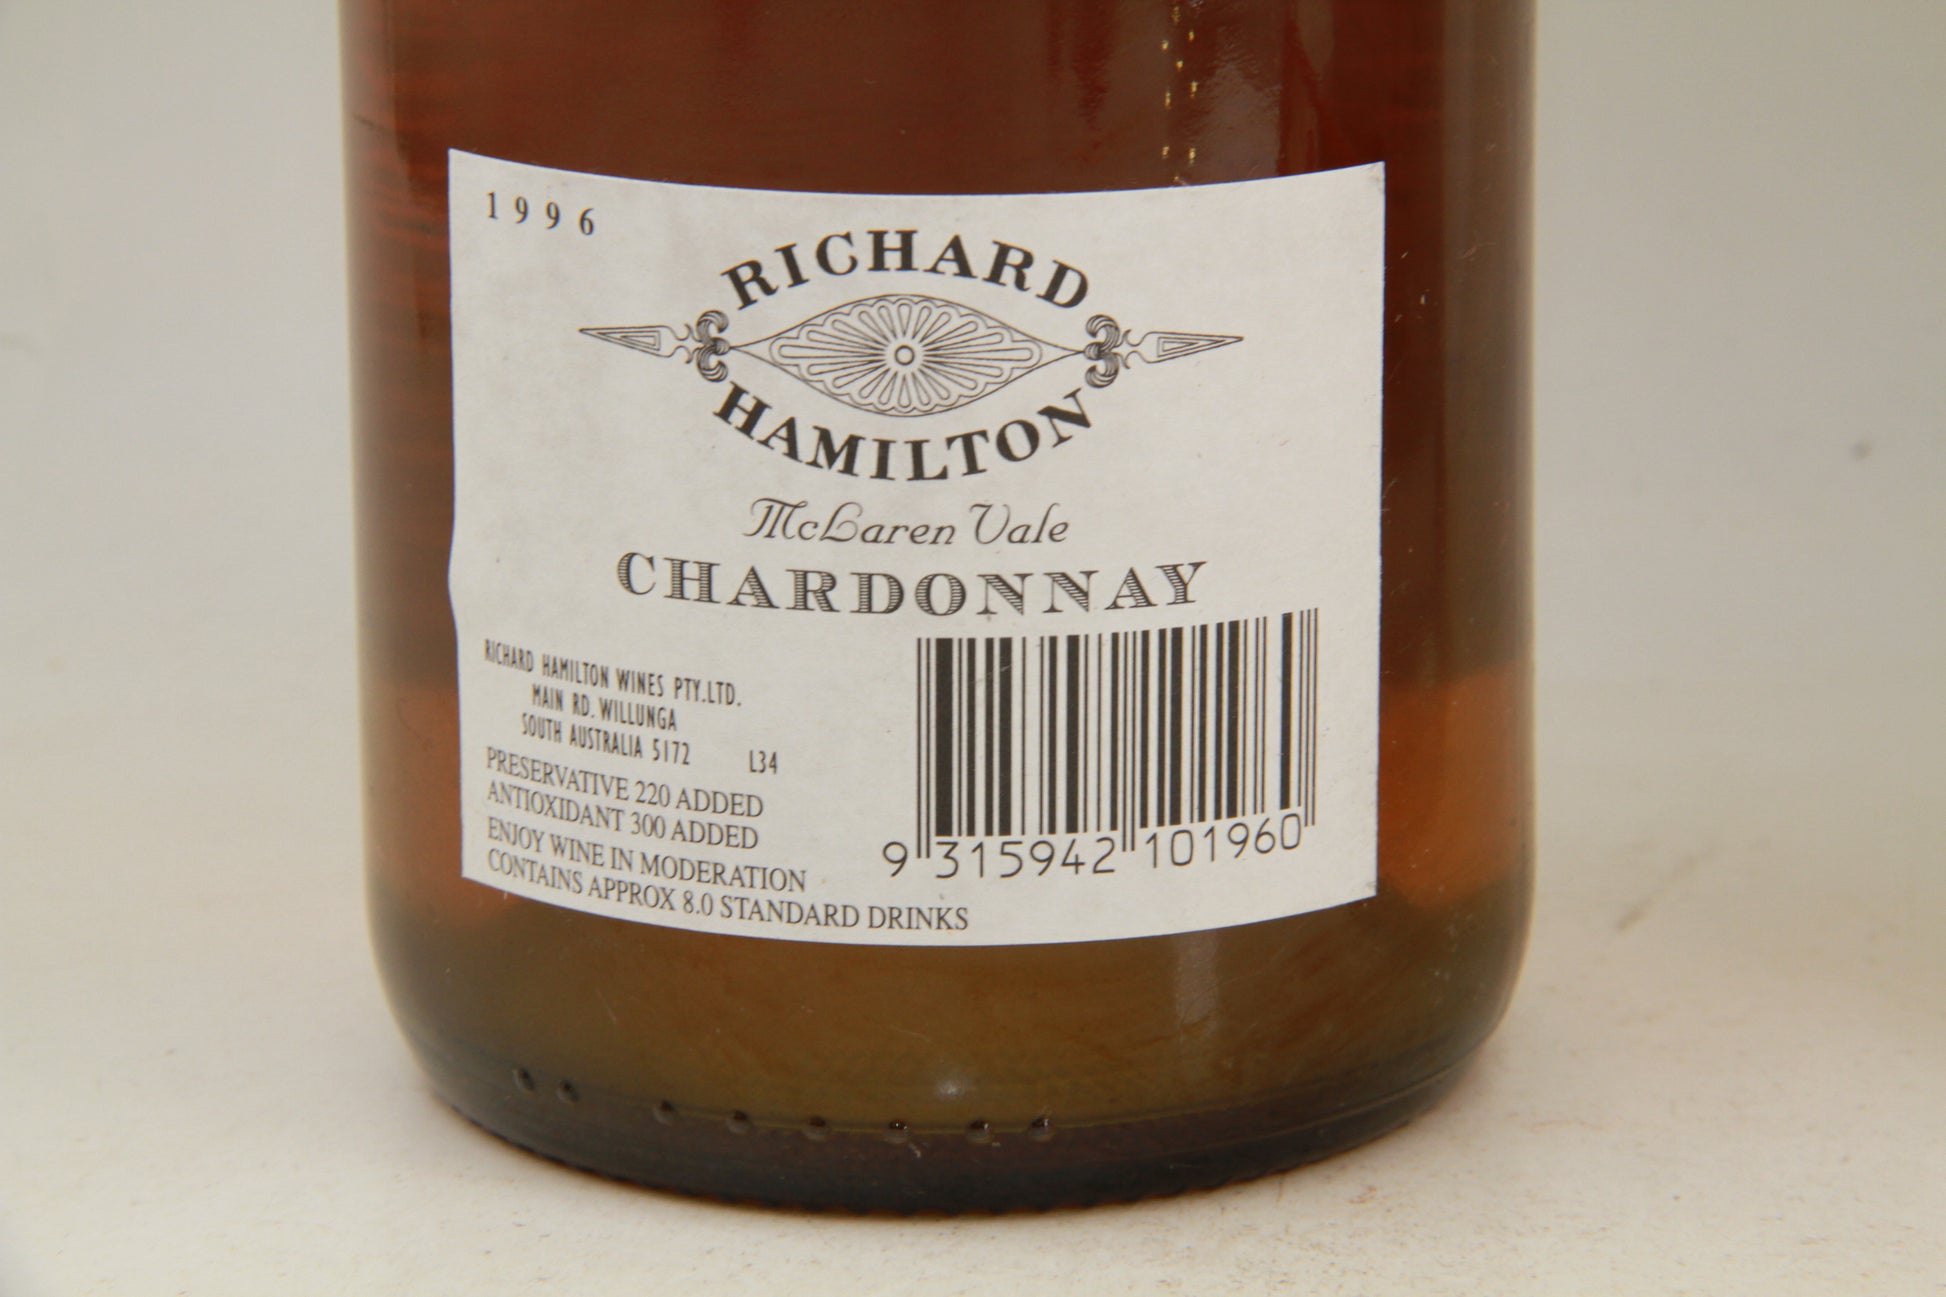 1996
RICHARD
HAMILTON
McLaren Vale
CHARDONNAY
RICHARD HAMILTON WINES PTY.LTD.
MAIN RD. WILLUNGA
SOUTH AUSTRALIA 5172 L34
PRESERVATIVE 220 ADDED
ANTIOXIDANT 300 ADDED
ENJOY WINE IN MODERATION
CONTAINS APPROX 8.0 STANDARD DRINKS
9 315942 101960